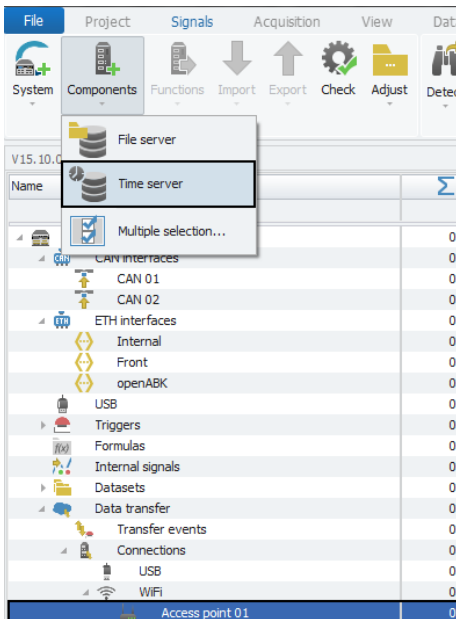 File Project Signals Acquisition View Dat
System Components Functions Import Export Check Adjust Detec
File server
V15.10.0
Time server
Name Σ
Multiple selection...
0
CAN CAN interfaces 0
CAN 01 0
CAN 02 0
ETH ETH interfaces 0
Internal 0
Front 0
openABK 0
USB 0
Triggers 0
f(x) Formulas 0
Internal signals 0
Datasets 0
Data transfer 0
Transfer events 0
Connections 0
USB 0
WiFi 0
Access point 01 0